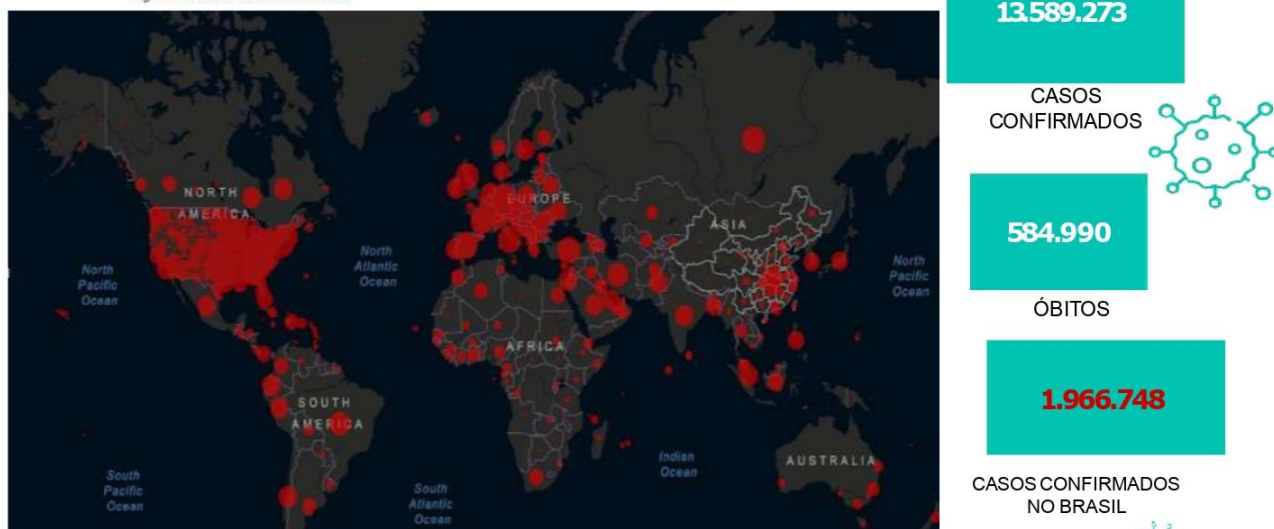 13.589.273
CASOS
CONFIRMADOS
584.990
ÓBITOS
1.966.748
CASOS CONFIRMADOS
NO BRASIL
NORTH
AMERICA
EUROPE
ASIA
North
Pacific
Ocean
North
Atlantic
Ocean
North
Pacific
Ocean
AFRICA
SOUTH
AMERICA
Indian
Ocean
AUSTRALIA
South
Pacific
Ocean
South
Atlantic
Ocean